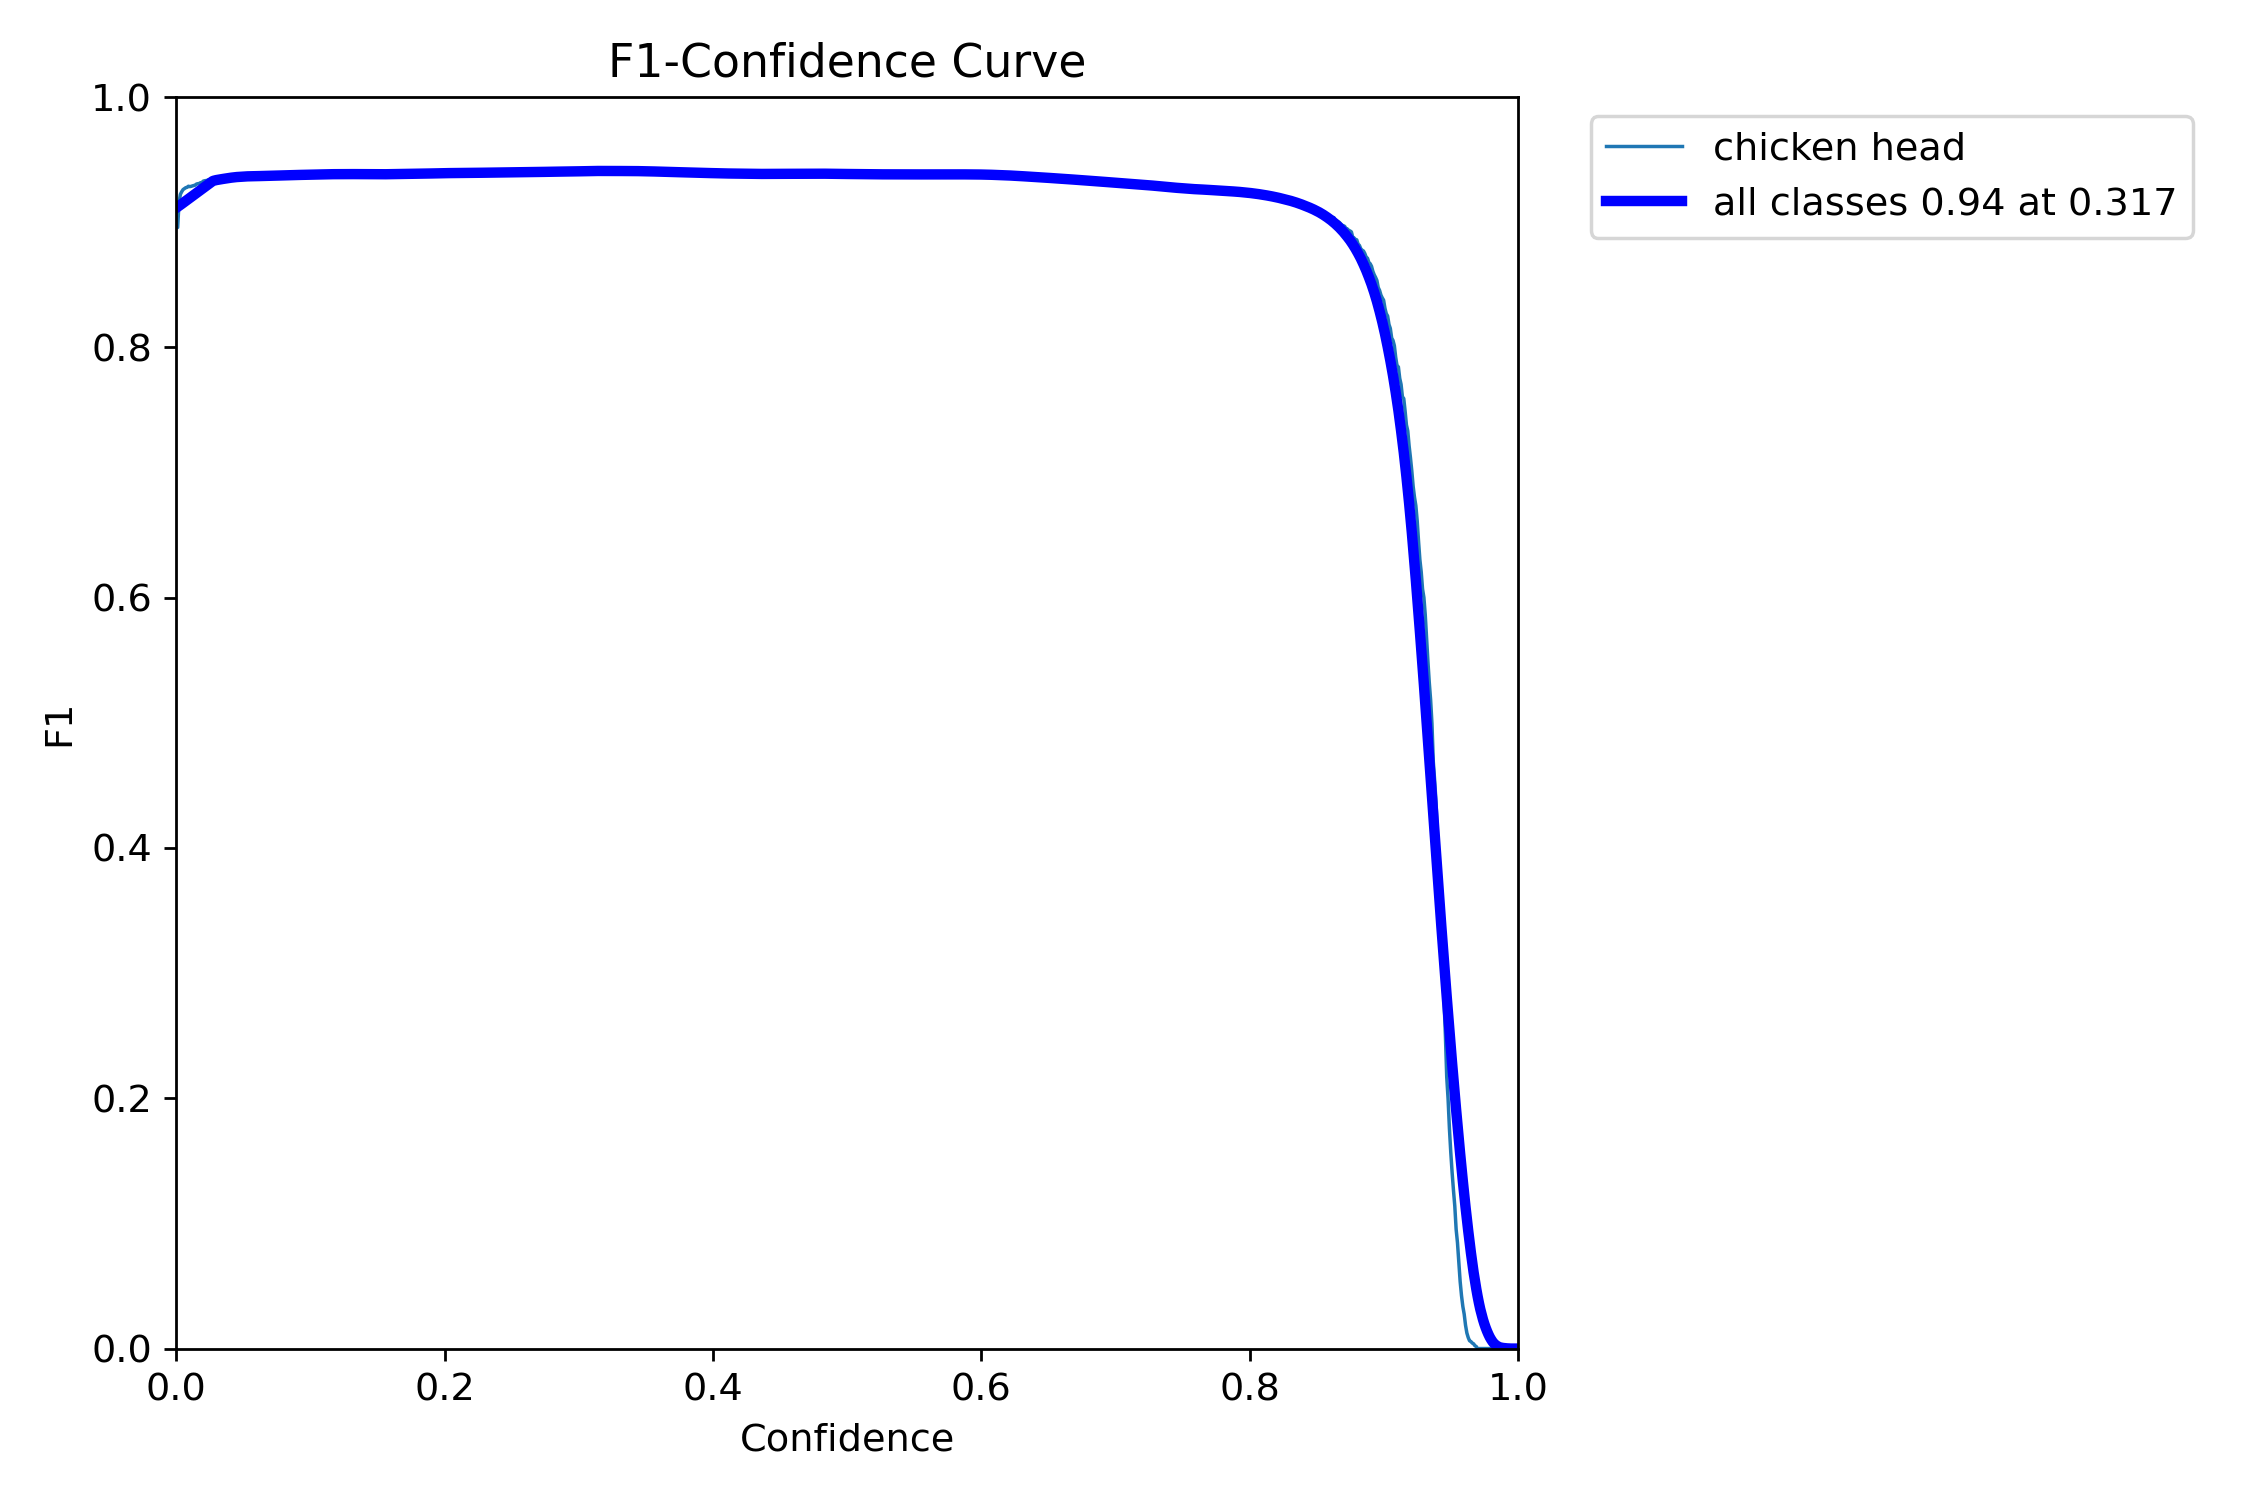 F1-Confidence Curve
1.0
0.8
0.6
0.4
0.2
0.0
F1
0.0 0.2 0.4 0.6 0.8 1.0
Confidence
chicken head
all classes 0.94 at 0.317